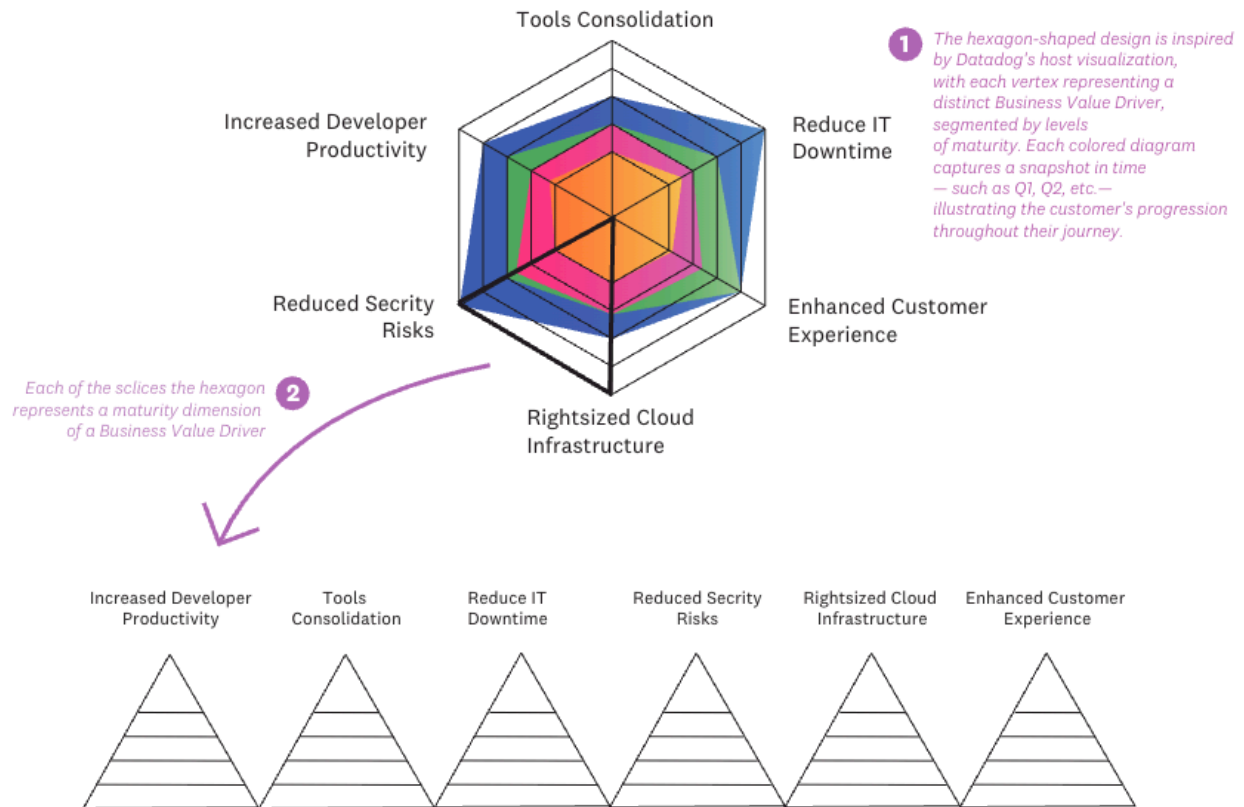 Tools Consolidation
1
The hexagon-shaped design is inspired
by Datadog's host visualization,
with each vertex representing a
distinct Business Value Driver,
segmented by levels
of maturity. Each colored diagram
captures a snapshot in time
— such as Q1, Q2, etc.—
illustrating the customer's progression
throughout their journey.
Increased Developer
Productivity
Reduce IT
Downtime
Reduced Secrity
Risks
Enhanced Customer
Experience
Rightsized Cloud
Infrastructure
Each of the sclices the hexagon
represents a maturity dimension
of a Business Value Driver
2
Increased Developer
Productivity
Tools
Consolidation
Reduce IT
Downtime
Reduced Secrity
Risks
Rightsized Cloud
Infrastructure
Enhanced Customer
Experience